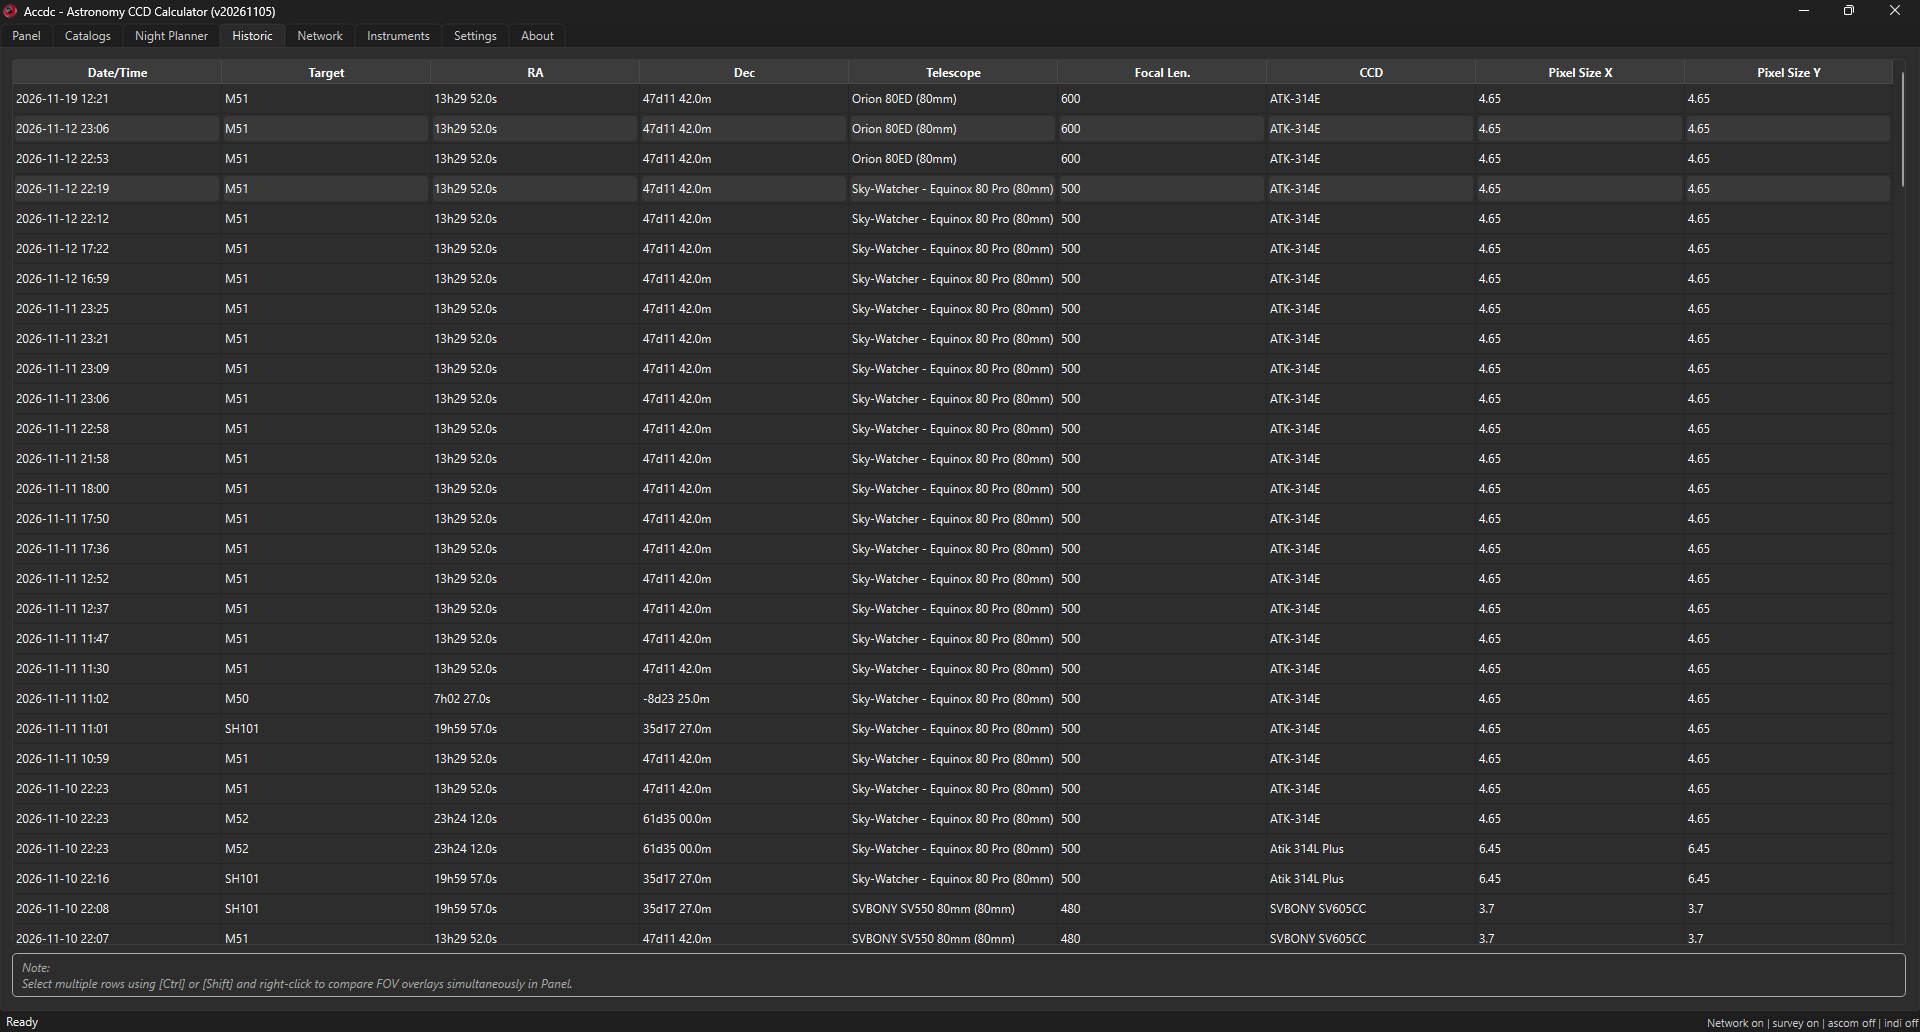 Accdc - Astronomy CCD Calculator (v20261105)
Panel Catalogs Night Planner Historic Network Instruments Settings About
Date/Time Target RA Dec Telescope Focal Len. CCD Pixel Size X Pixel Size Y
2026-11-19 12:21 M51 13h29 52.0s 47d11 42.0m Orion 80ED (80mm) 600 ATK-314E 4.65 4.65
2026-11-12 23:06 M51 13h29 52.0s 47d11 42.0m Orion 80ED (80mm) 600 ATK-314E 4.65 4.65
2026-11-12 22:53 M51 13h29 52.0s 47d11 42.0m Orion 80ED (80mm) 600 ATK-314E 4.65 4.65
2026-11-12 22:19 M51 13h29 52.0s 47d11 42.0m Sky-Watcher - Equinox 80 Pro (80mm) 500 ATK-314E 4.65 4.65
2026-11-12 22:12 M51 13h29 52.0s 47d11 42.0m Sky-Watcher - Equinox 80 Pro (80mm) 500 ATK-314E 4.65 4.65
2026-11-12 17:22 M51 13h29 52.0s 47d11 42.0m Sky-Watcher - Equinox 80 Pro (80mm) 500 ATK-314E 4.65 4.65
2026-11-12 16:59 M51 13h29 52.0s 47d11 42.0m Sky-Watcher - Equinox 80 Pro (80mm) 500 ATK-314E 4.65 4.65
2026-11-11 23:25 M51 13h29 52.0s 47d11 42.0m Sky-Watcher - Equinox 80 Pro (80mm) 500 ATK-314E 4.65 4.65
2026-11-11 23:21 M51 13h29 52.0s 47d11 42.0m Sky-Watcher - Equinox 80 Pro (80mm) 500 ATK-314E 4.65 4.65
2026-11-11 23:09 M51 13h29 52.0s 47d11 42.0m Sky-Watcher - Equinox 80 Pro (80mm) 500 ATK-314E 4.65 4.65
2026-11-11 23:06 M51 13h29 52.0s 47d11 42.0m Sky-Watcher - Equinox 80 Pro (80mm) 500 ATK-314E 4.65 4.65
2026-11-11 22:58 M51 13h29 52.0s 47d11 42.0m Sky-Watcher - Equinox 80 Pro (80mm) 500 ATK-314E 4.65 4.65
2026-11-11 21:58 M51 13h29 52.0s 47d11 42.0m Sky-Watcher - Equinox 80 Pro (80mm) 500 ATK-314E 4.65 4.65
2026-11-11 18:00 M51 13h29 52.0s 47d11 42.0m Sky-Watcher - Equinox 80 Pro (80mm) 500 ATK-314E 4.65 4.65
2026-11-11 17:50 M51 13h29 52.0s 47d11 42.0m Sky-Watcher - Equinox 80 Pro (80mm) 500 ATK-314E 4.65 4.65
2026-11-11 17:36 M51 13h29 52.0s 47d11 42.0m Sky-Watcher - Equinox 80 Pro (80mm) 500 ATK-314E 4.65 4.65
2026-11-11 12:52 M51 13h29 52.0s 47d11 42.0m Sky-Watcher - Equinox 80 Pro (80mm) 500 ATK-314E 4.65 4.65
2026-11-11 12:37 M51 13h29 52.0s 47d11 42.0m Sky-Watcher - Equinox 80 Pro (80mm) 500 ATK-314E 4.65 4.65
2026-11-11 11:47 M51 13h29 52.0s 47d11 42.0m Sky-Watcher - Equinox 80 Pro (80mm) 500 ATK-314E 4.65 4.65
2026-11-11 11:30 M51 13h29 52.0s 47d11 42.0m Sky-Watcher - Equinox 80 Pro (80mm) 500 ATK-314E 4.65 4.65
2026-11-11 11:02 M50 7h02 27.0s -8d23 25.0m Sky-Watcher - Equinox 80 Pro (80mm) 500 ATK-314E 4.65 4.65
2026-11-11 11:01 SH101 19h59 57.0s 35d17 27.0m Sky-Watcher - Equinox 80 Pro (80mm) 500 ATK-314E 4.65 4.65
2026-11-11 10:59 M51 13h29 52.0s 47d11 42.0m Sky-Watcher - Equinox 80 Pro (80mm) 500 ATK-314E 4.65 4.65
2026-11-10 22:23 M51 13h29 52.0s 47d11 42.0m Sky-Watcher - Equinox 80 Pro (80mm) 500 ATK-314E 4.65 4.65
2026-11-10 22:23 M52 23h24 12.0s 61d35 00.0m Sky-Watcher - Equinox 80 Pro (80mm) 500 ATK-314E 4.65 4.65
2026-11-10 22:23 M52 23h24 12.0s 61d35 00.0m Sky-Watcher - Equinox 80 Pro (80mm) 500 Atik 314L Plus 6.45 6.45
2026-11-10 22:16 SH101 19h59 57.0s 35d17 27.0m Sky-Watcher - Equinox 80 Pro (80mm) 500 Atik 314L Plus 6.45 6.45
2026-11-10 22:08 SH101 19h59 57.0s 35d17 27.0m SVBONY SV550 80mm (80mm) 480 SVBONY SV605CC 3.7 3.7
2026-11-10 22:07 M51 13h29 52.0s 47d11 42.0m SVBONY SV550 80mm (80mm) 480 SVBONY SV605CC 3.7 3.7
Note:
Select multiple rows using [Ctrl] or [Shift] and right-click to compare FOV overlays simultaneously in Panel.
Ready Network on | survey on | ascom off | indi off